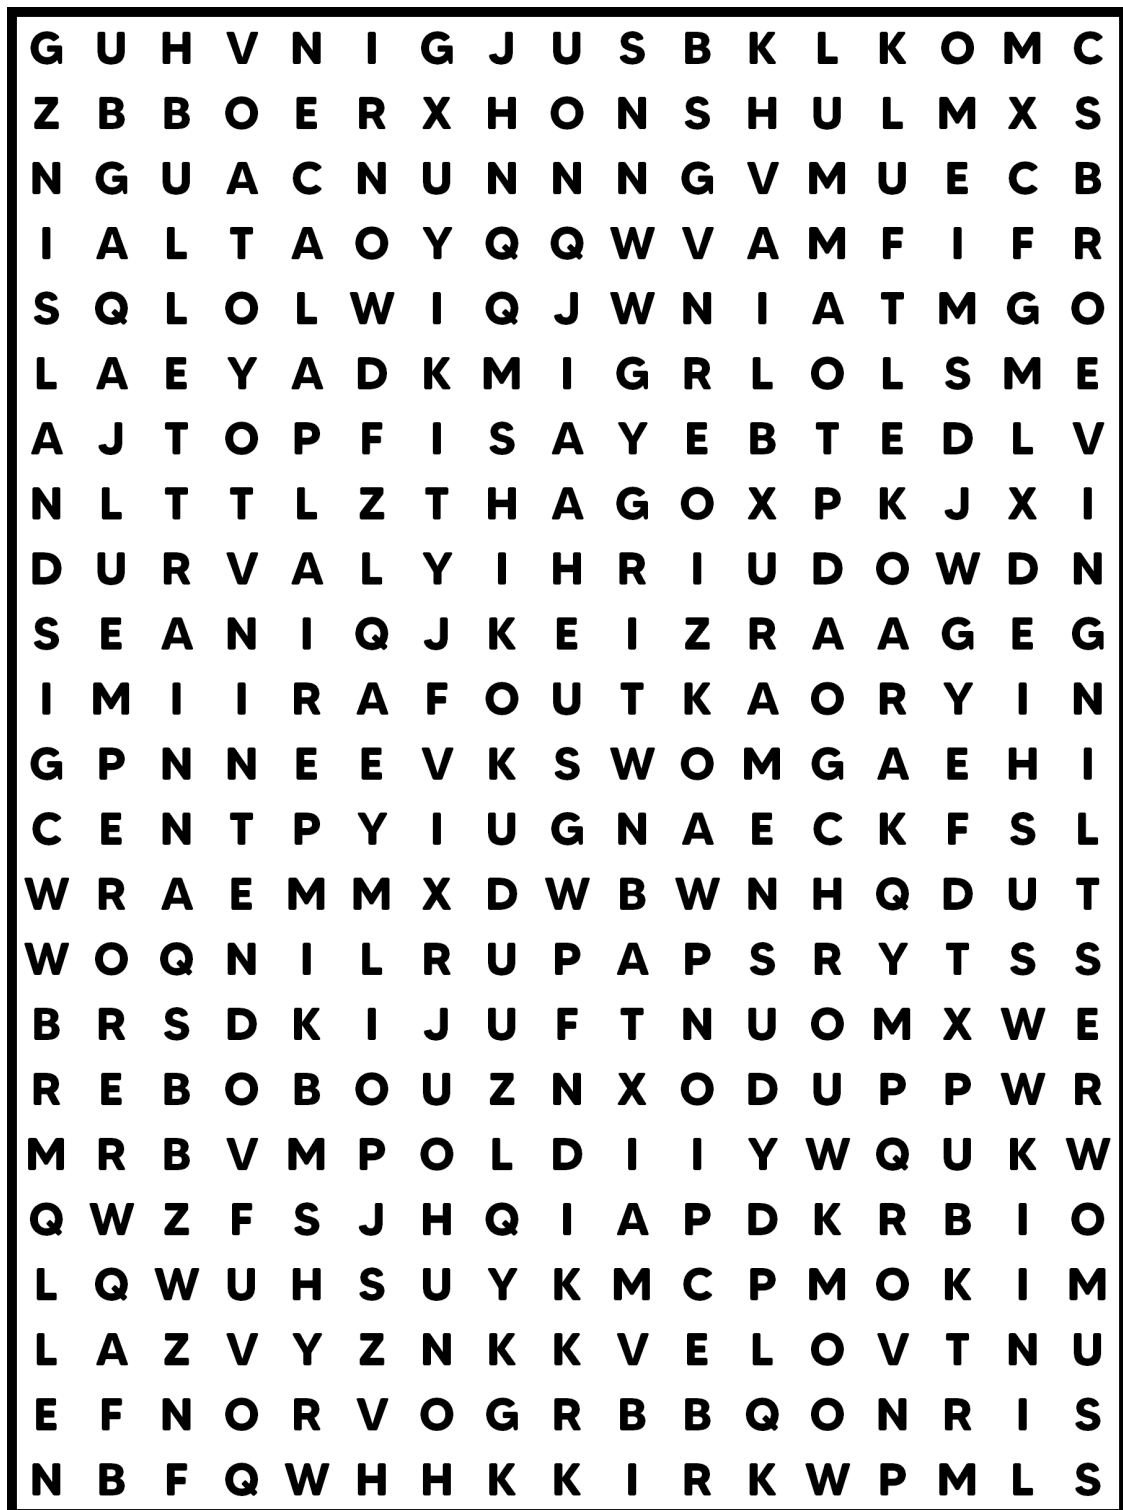 G U H V N I G J U S B K L K O M C
Z B B O E R X H O N S H U L M X S
N G U A C N U N N N G V M U E C B
I A L T A O Y Q Q W V A M F I F R
S Q L O L W I Q J W N I A T M G O
L A E Y A D K M I G R L O L S M E
A J T O P F I S A Y E B T E D L V
N L T T L Z T H A G O X P K J X I
D U R V A L Y I H R I U D O W D N
S E A N I Q J K E I Z R A A G E G
I M I I R A F O U T K A O R Y I N
G P N N E E V K S W O M G A E H I
C E N T P Y I U G N A E C K F S L
W R A E M M X D W B W N H Q D U T
W O Q N I L R U P A P S R Y T S S
B R S D K I J U F T N U O M X W E
R E B O B O U Z N X O D U P P W R
M R B V M P O L D I I Y W Q U K W
Q W Z F S J H Q I A P D K R B I O
L Q W U H S U Y K M C P M O K I M
L A Z V Y Z N K K V E L O V T N U
E F N O R V O G R B B Q O N R I S
N B F Q W H H K K I R K W P M L S